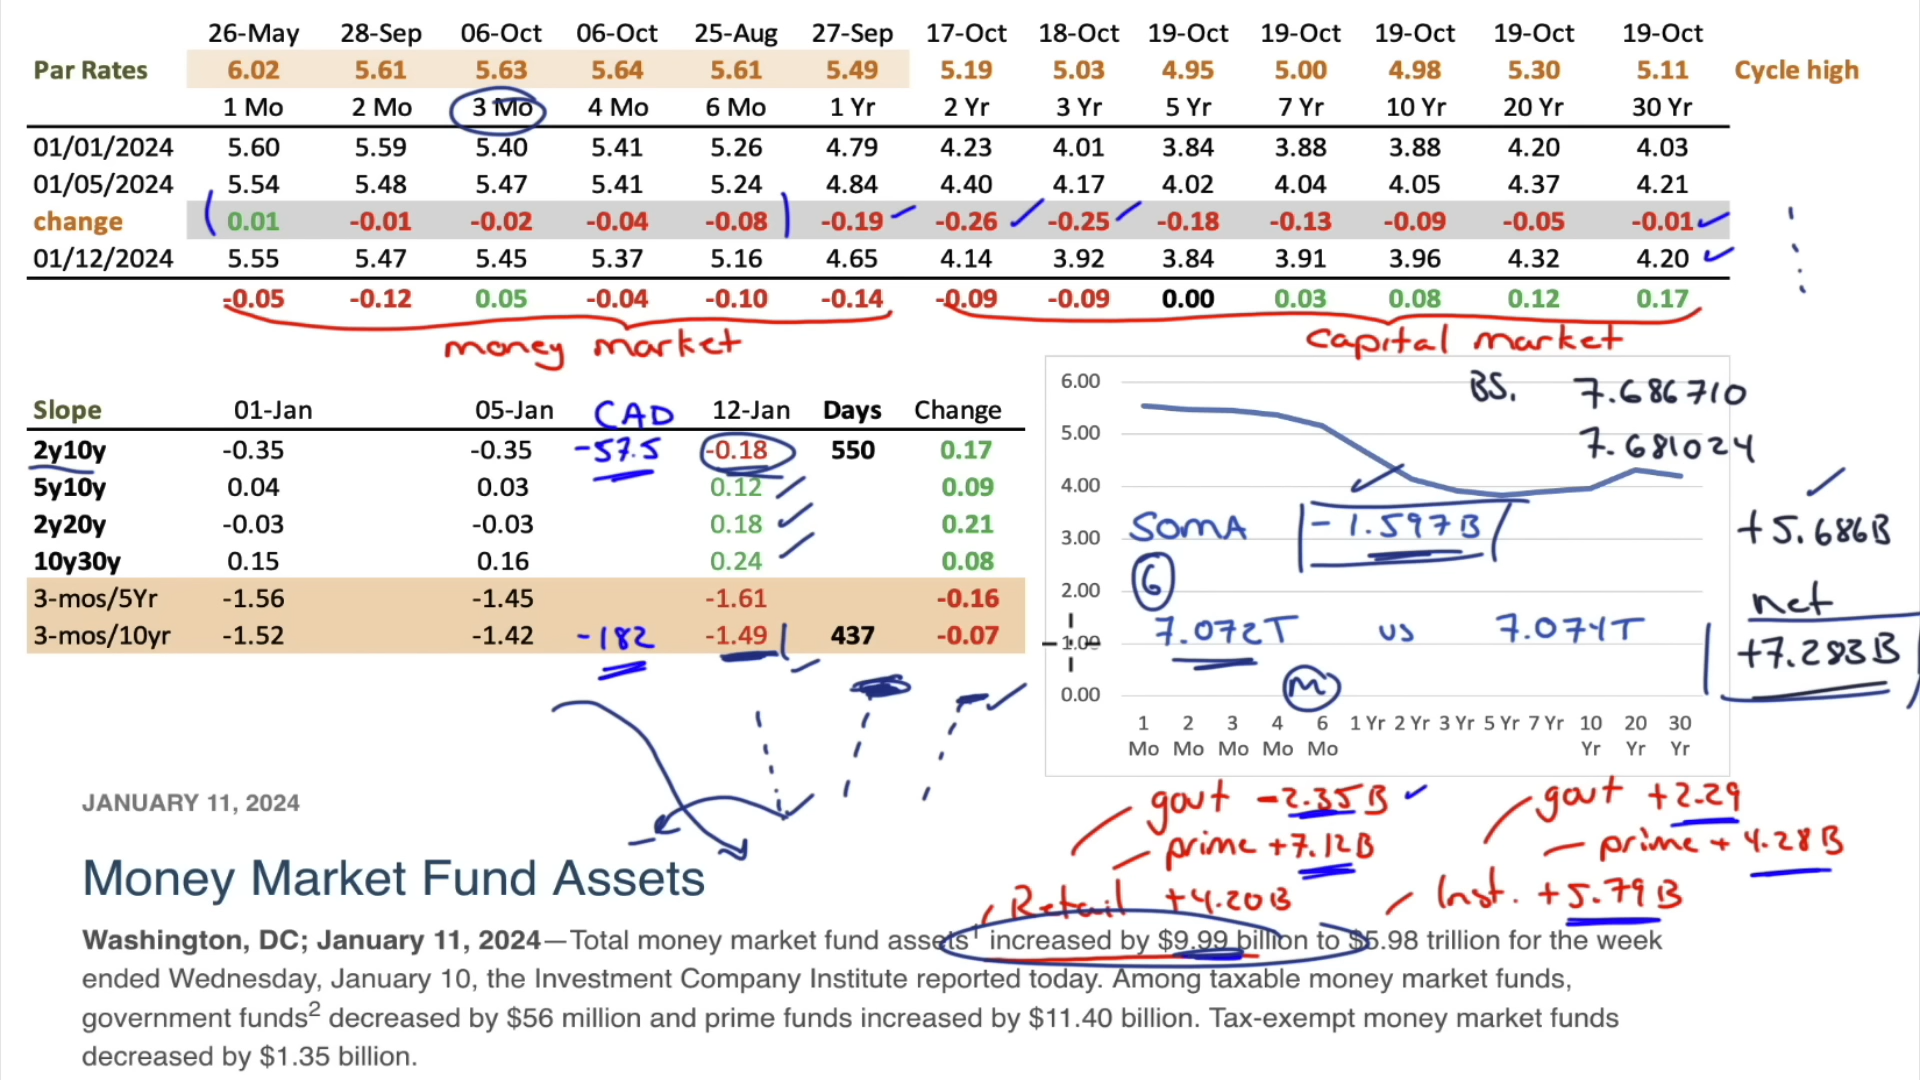 26-May 28-Sep 06-Oct 06-Oct 25-Aug 27-Sep 17-Oct 18-Oct 19-Oct 19-Oct 19-Oct 19-Oct 19-Oct
Par Rates 6.02 5.61 5.63 5.64 5.61 5.49 5.19 5.03 4.95 5.00 4.98 5.30 5.11 Cycle high
1 Mo 2 Mo 3 Mo 4 Mo 6 Mo 1 Yr 2 Yr 3 Yr 5 Yr 7 Yr 10 Yr 20 Yr 30 Yr
01/01/2024 5.60 5.59 5.40 5.41 5.26 4.79 4.23 4.01 3.84 3.88 3.88 4.20 4.03
01/05/2024 5.54 5.48 5.47 5.41 5.24 4.84 4.40 4.17 4.02 4.04 4.05 4.37 4.21
change 0.01 -0.01 -0.02 -0.04 -0.08 -0.19 -0.26 -0.25 -0.18 -0.13 -0.09 -0.05 -0.01
01/12/2024 5.55 5.47 5.45 5.37 5.16 4.65 4.14 3.92 3.84 3.91 3.96 4.32 4.20
-0.05 -0.12 0.05 -0.04 -0.10 -0.14 -0.09 -0.09 0.00 0.03 0.08 0.12 0.17
money market
Capital market
Slope 01-Jan 05-Jan CAD 12-Jan Days Change
2y10y -0.35 -0.35 -57.5 -0.18 550 0.17
5y10y 0.04 0.03 0.12 0.09
2y20y -0.03 -0.03 0.18 0.21
10y30y 0.15 0.16 0.24 0.08
3-mos/5Yr -1.56 -1.45 -1.61 -0.16
3-mos/10yr -1.52 -1.42 -182 -1.49 437 -0.07
6.00
BS. 7.686710
5.00
7.681024
4.00
SOMA -1.597B
+5.686B
3.00
6
2.00
net
7.072T vs 7.074T
1.00
+7.283B
M
0.00
1 2 3 4 6 1 Yr 2 Yr 3 Yr 5 Yr 7 Yr 10 20 30
Mo Mo Mo Mo Mo Yr Yr Yr
JANUARY 11, 2024
govt -2.35B
govt +2.29
prime +7.12B
prime + 4.28B
Retail +4.20B
Inst. +5.79B
Money Market Fund Assets
Washington, DC; January 11, 2024—Total money market fund assets¹ increased by $9.99 billion to $5.98 trillion for the week
ended Wednesday, January 10, the Investment Company Institute reported today. Among taxable money market funds,
government funds² decreased by $56 million and prime funds increased by $11.40 billion. Tax-exempt money market funds
decreased by $1.35 billion.